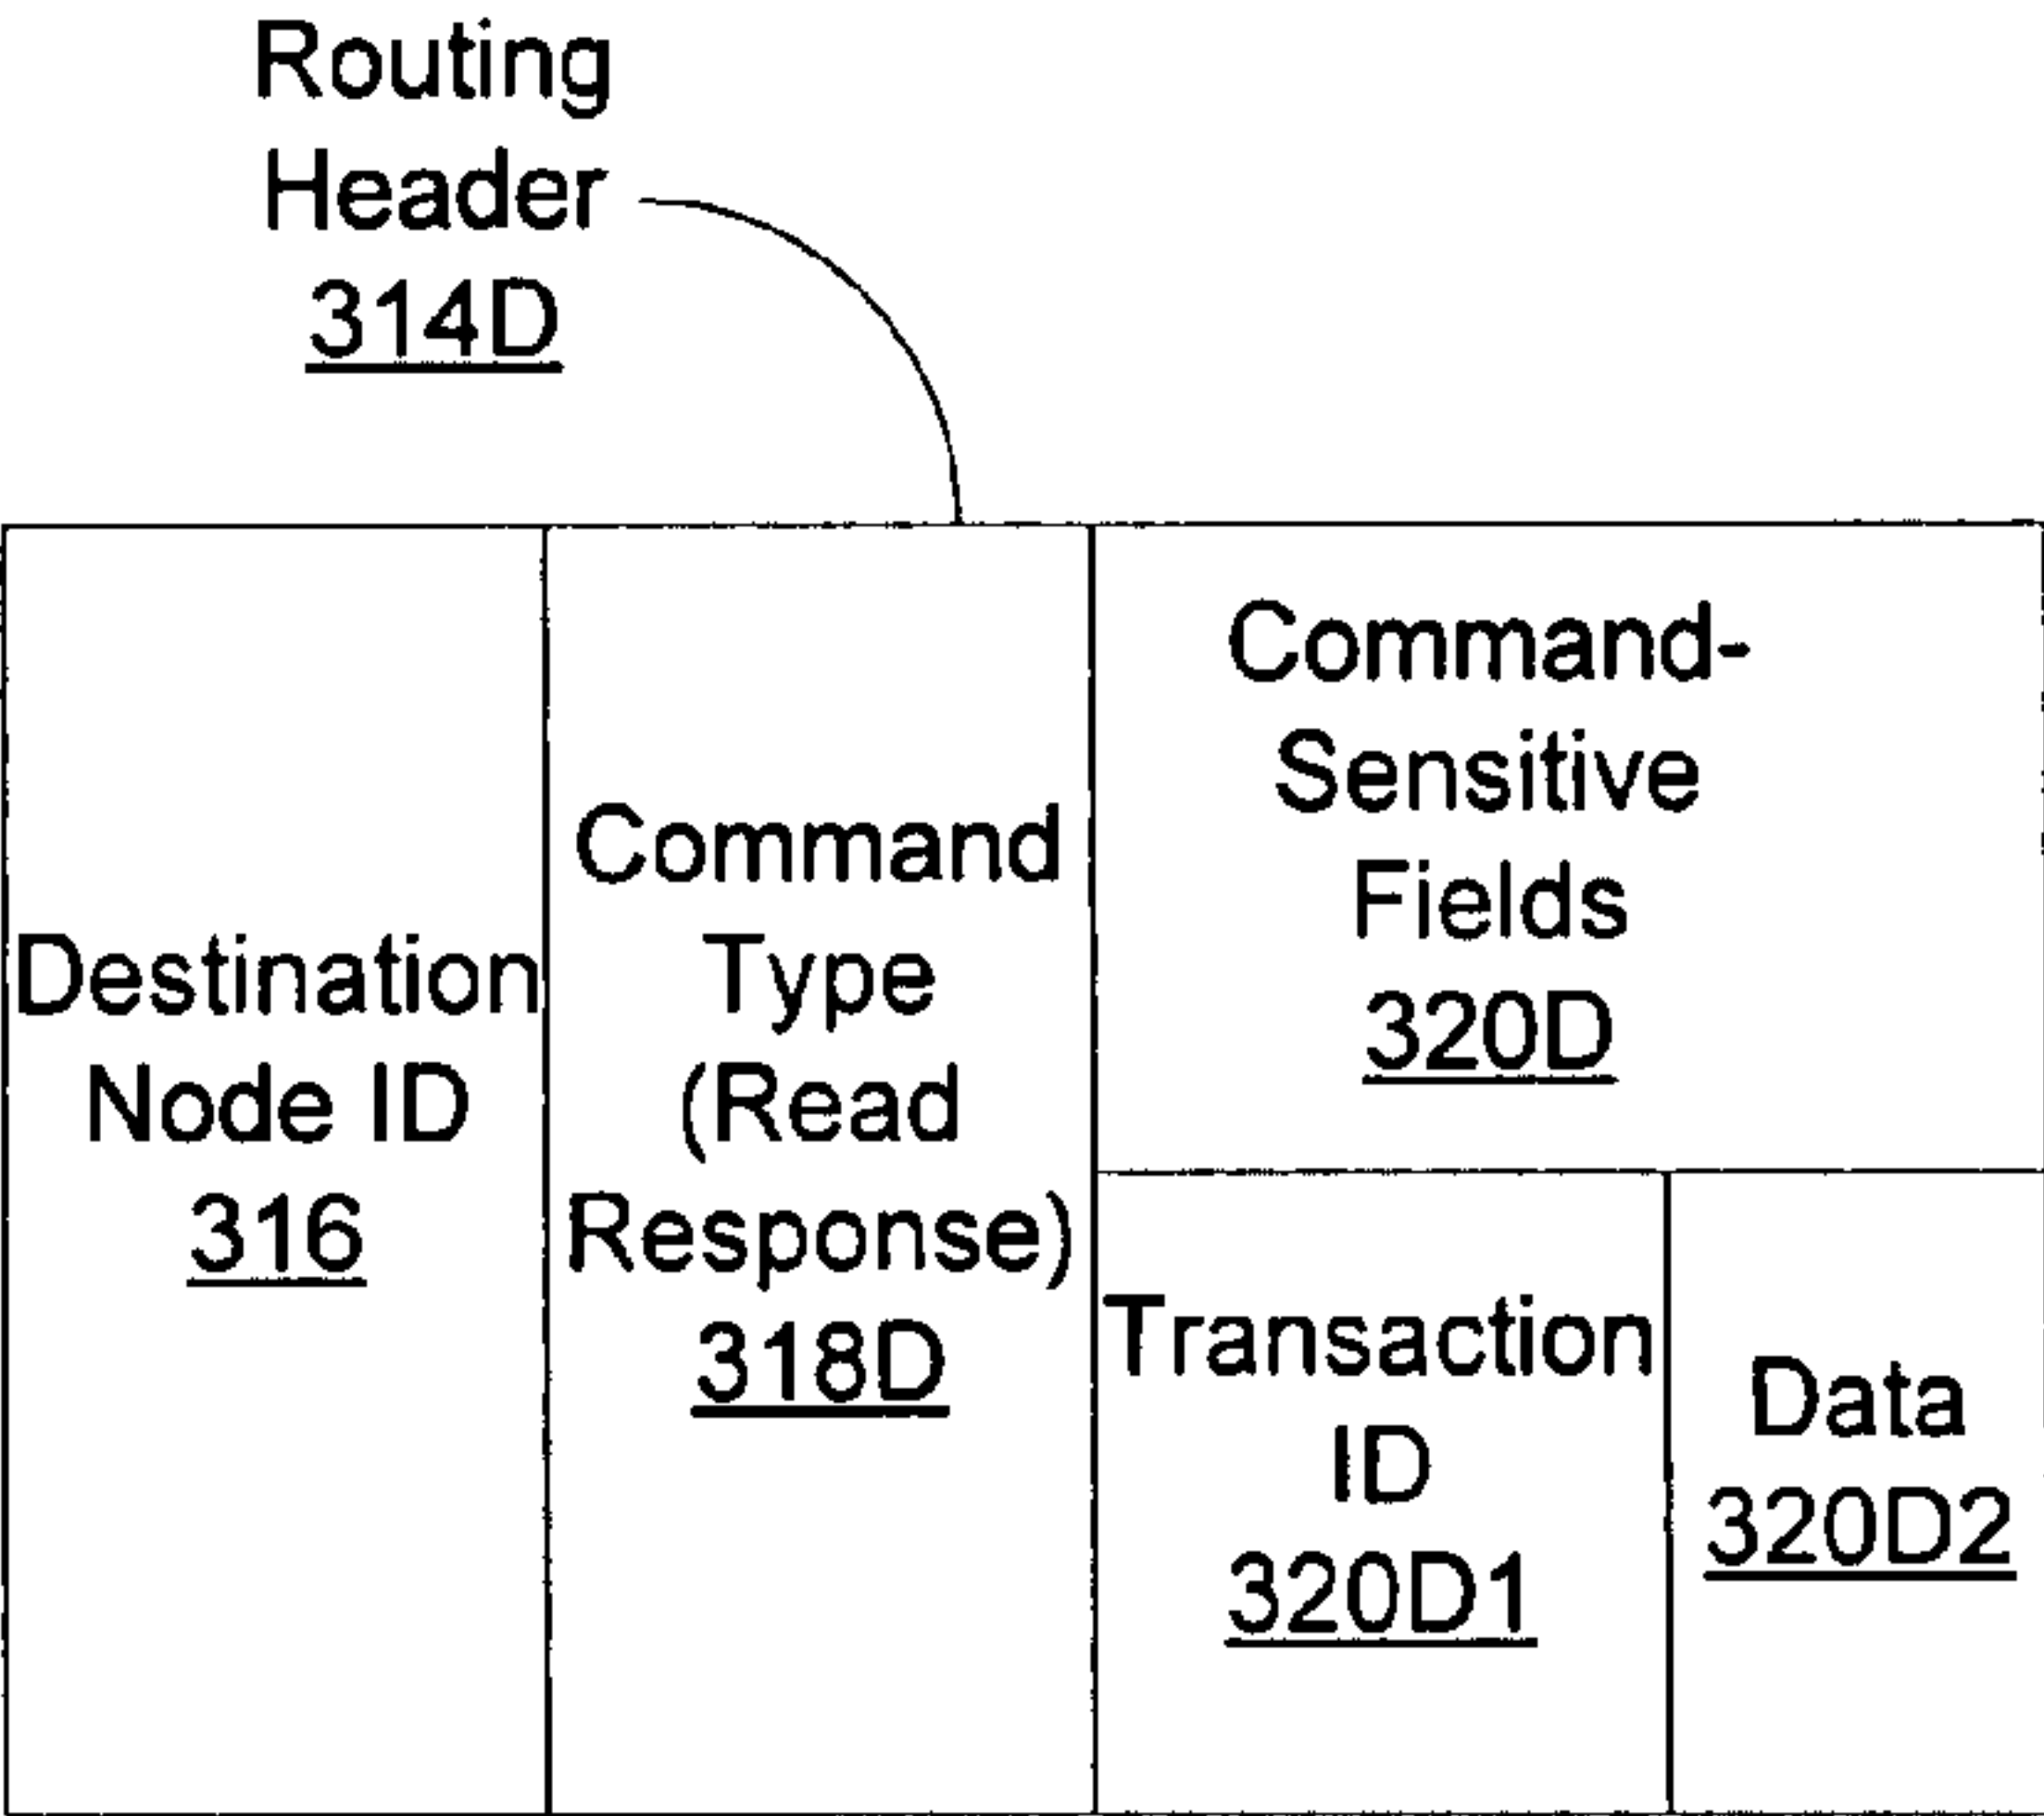 Routing
Header
314D
Destination
Node ID
316
Command
Type
(Read
Response)
318D
Command-
Sensitive
Fields
320D
Transaction
ID
320D1
Data
320D2